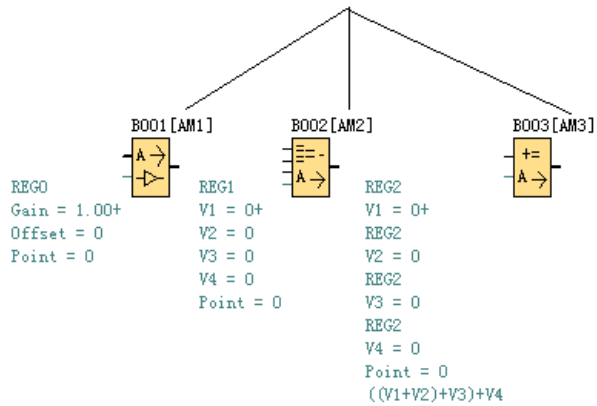 B001[AM1]
B002[AM2]
B003[AM3]
A→
A→
+=
A→
REG0
Gain = 1.00+
Offset = 0
Point = 0
REG1
V1 = 0+
V2 = 0
V3 = 0
V4 = 0
Point = 0
REG2
V1 = 0+
REG2
V2 = 0
REG2
V3 = 0
REG2
V4 = 0
Point = 0
((V1+V2)+V3)+V4